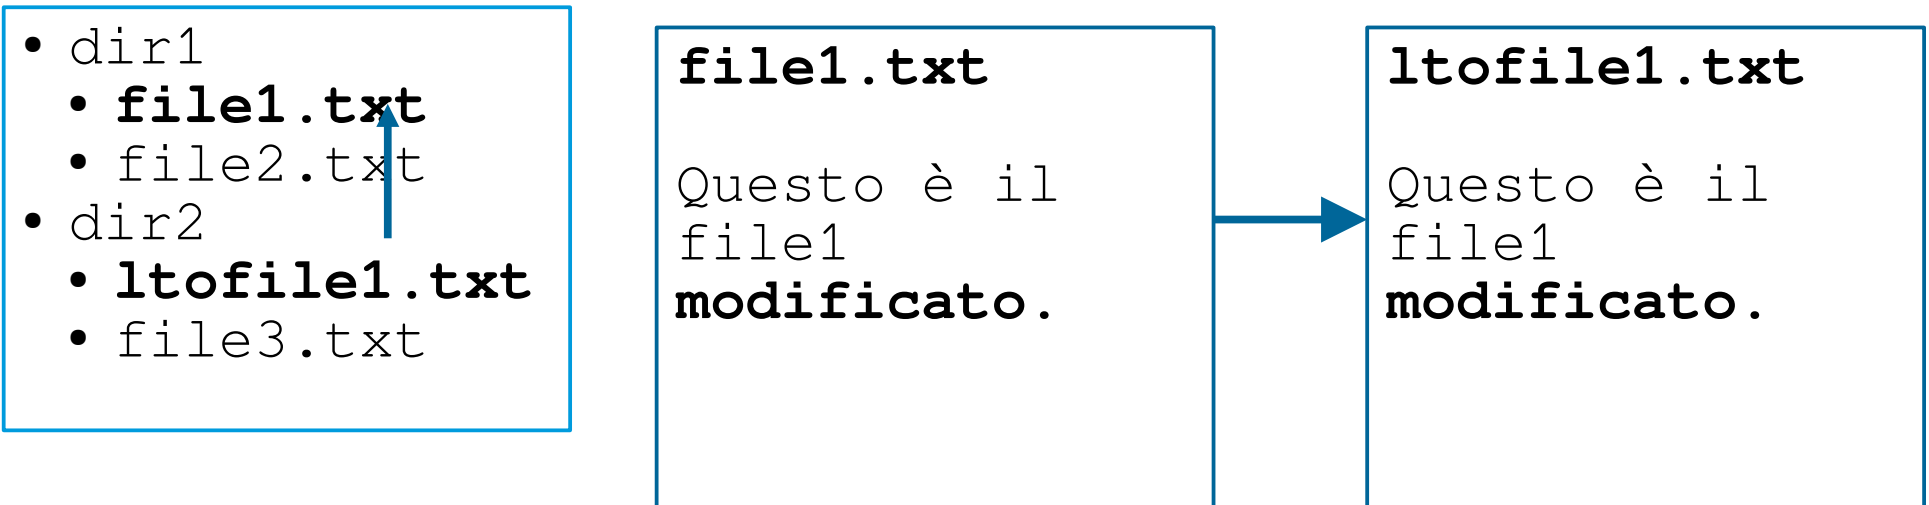 • dir1
• file1.txt
• file2.txt
• dir2
• ltofile1.txt
• file3.txt
file1.txt
Questo è il
file1
modificato.
ltofile1.txt
Questo è il
file1
modificato.